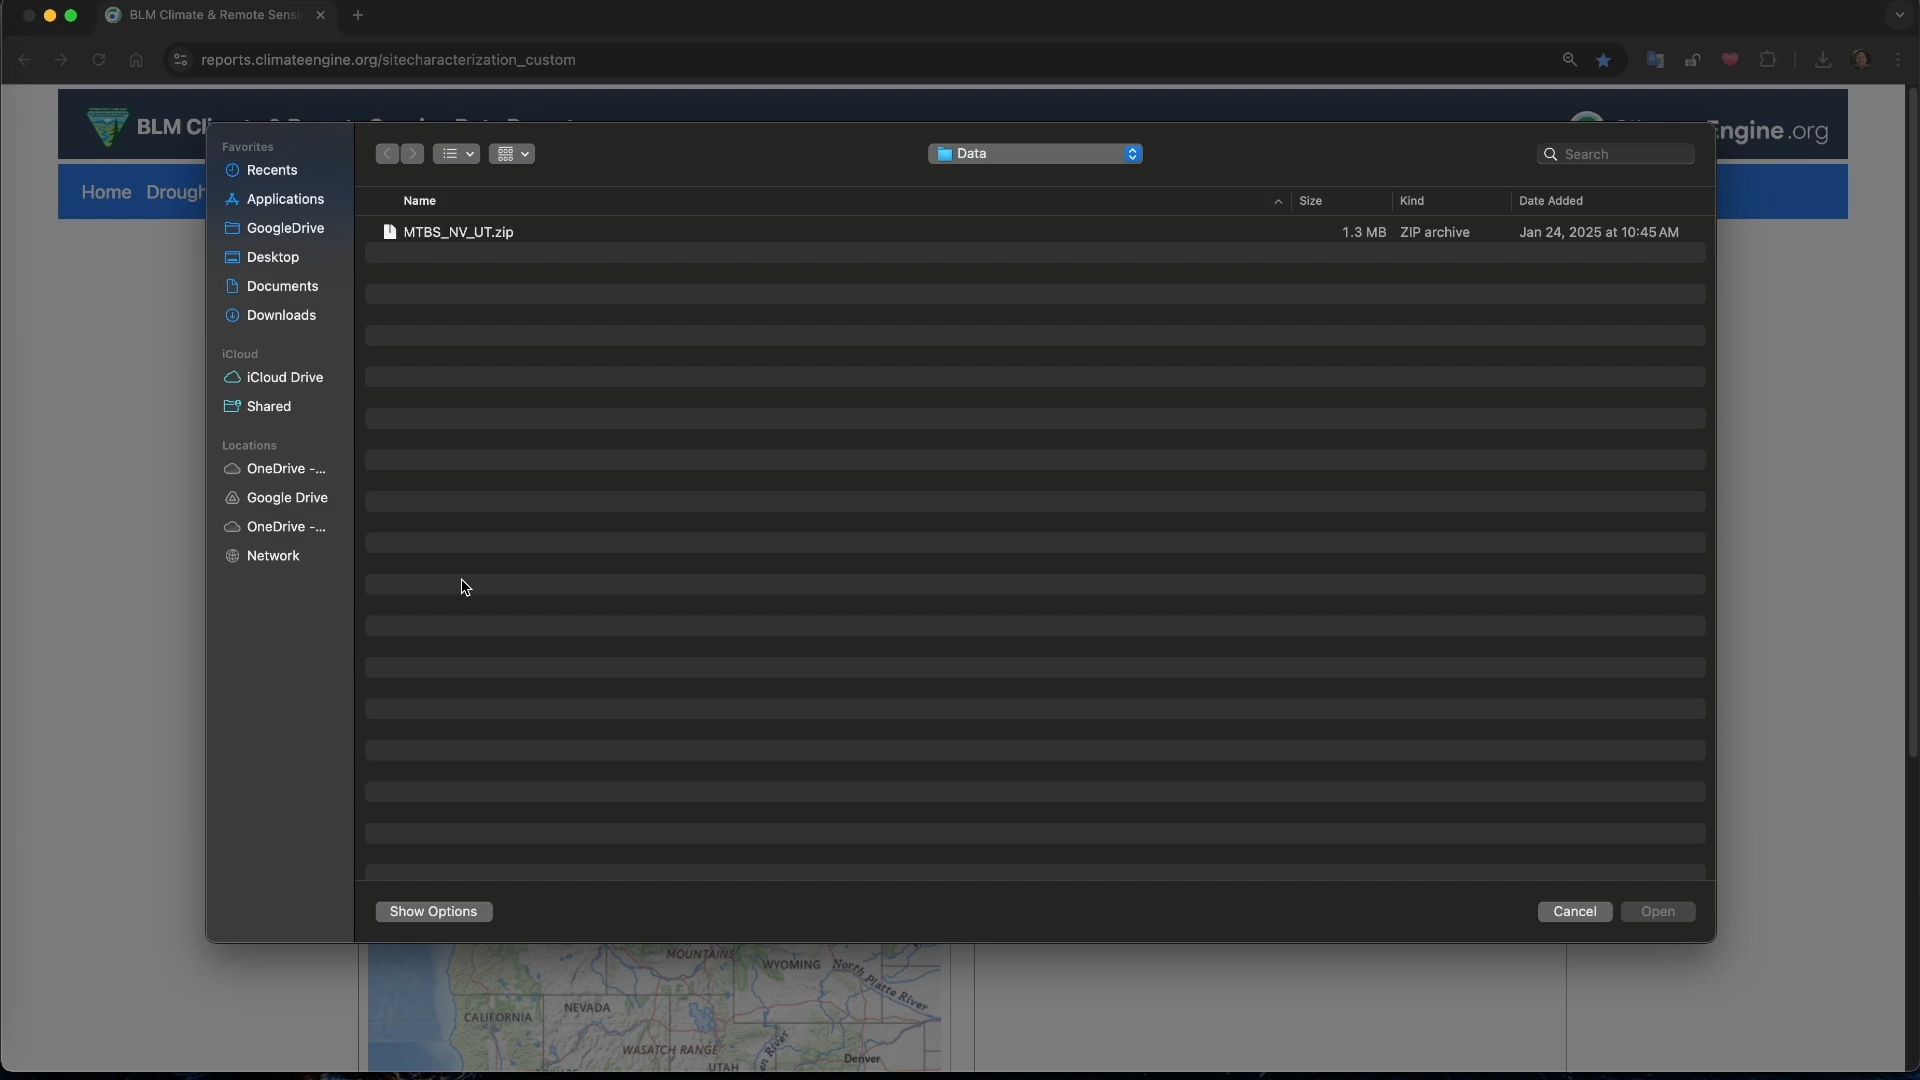 BLM Climate & Remote Sensi
reports.climateengine.org/sitecharacterization_custom
BLM Cl
ngine.org
Home Drough
Favorites
Recents
Applications
GoogleDrive
Desktop
Documents
Downloads
iCloud
iCloud Drive
Shared
Locations
OneDrive -...
Google Drive
OneDrive -...
Network
Data
Search
Name Size Kind Date Added
MTBS_NV_UT.zip 1.3 MB ZIP archive Jan 24, 2025 at 10:45 AM
Show Options
Cancel Open
MOUNTAINS
WYOMING
North Platte River
NEVADA
CALIFORNIA
WASATCH RANGE
en River
Denver
UTAH